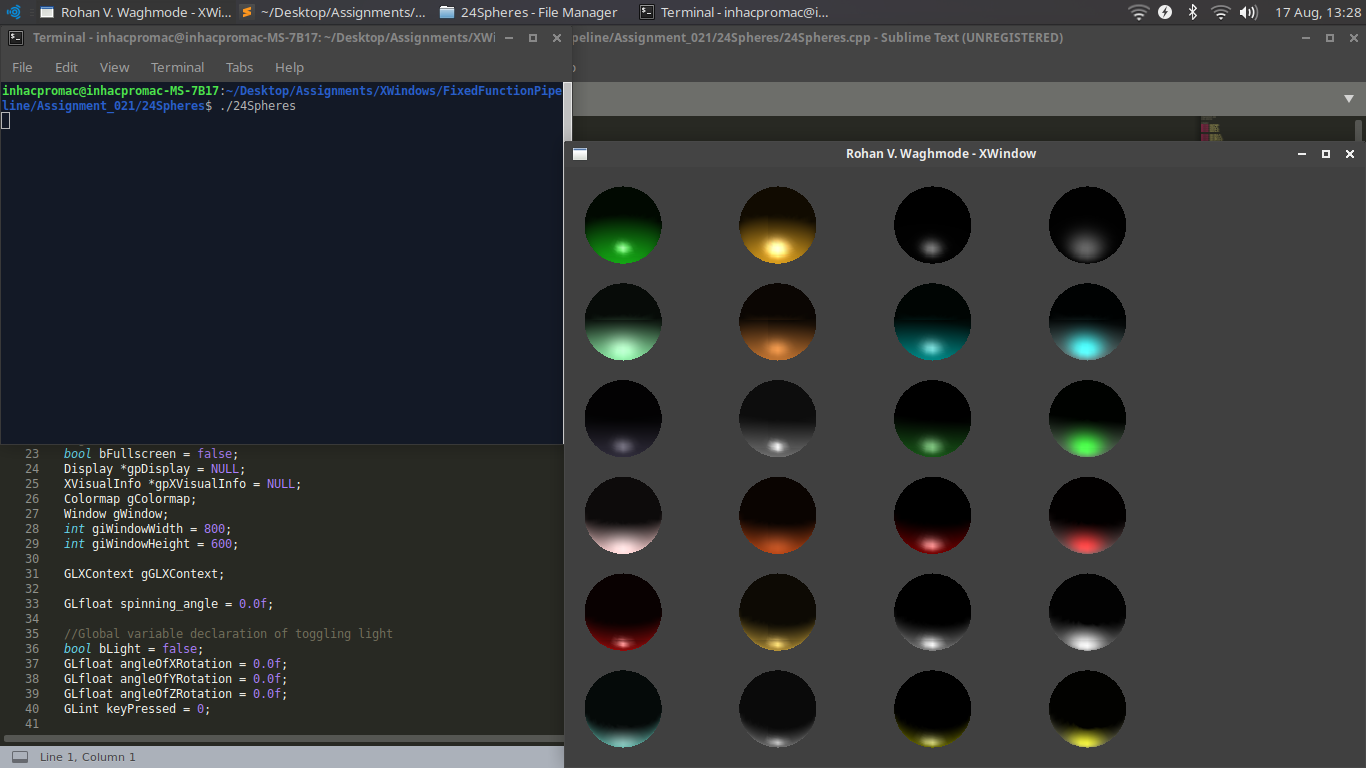 Rohan V. Waghmode - XWi... ~/Desktop/Assignments/... 24Spheres - File Manager Terminal - inhacpromac@i... 17 Aug, 13:28
Terminal - inhacpromac@inhacpromac-MS-7B17: ~/Desktop/Assignments/XWi
peline/Assignment_021/24Spheres/24Spheres.cpp - Sublime Text (UNREGISTERED)
File Edit View Terminal Tabs Help
inhacpromac@inhacpromac-MS-7B17:~/Desktop/Assignments/XWindows/FixedFunctionPipe
line/Assignment_021/24Spheres$ ./24Spheres
Rohan V. Waghmode - XWindow
23 bool bFullscreen = false;
24 Display *gpDisplay = NULL;
25 XVisualInfo *gpXVisualInfo = NULL;
26 Colormap gColormap;
27 Window gWindow;
28 int giWindowWidth = 800;
29 int giWindowHeight = 600;
30
31 GLXContext gGLXContext;
32
33 GLfloat spinning_angle = 0.0f;
34
35 //Global variable declaration of toggling light
36 bool bLight = false;
37 GLfloat angleOfXRotation = 0.0f;
38 GLfloat angleOfYRotation = 0.0f;
39 GLfloat angleOfZRotation = 0.0f;
40 GLint keyPressed = 0;
41
Line 1, Column 1